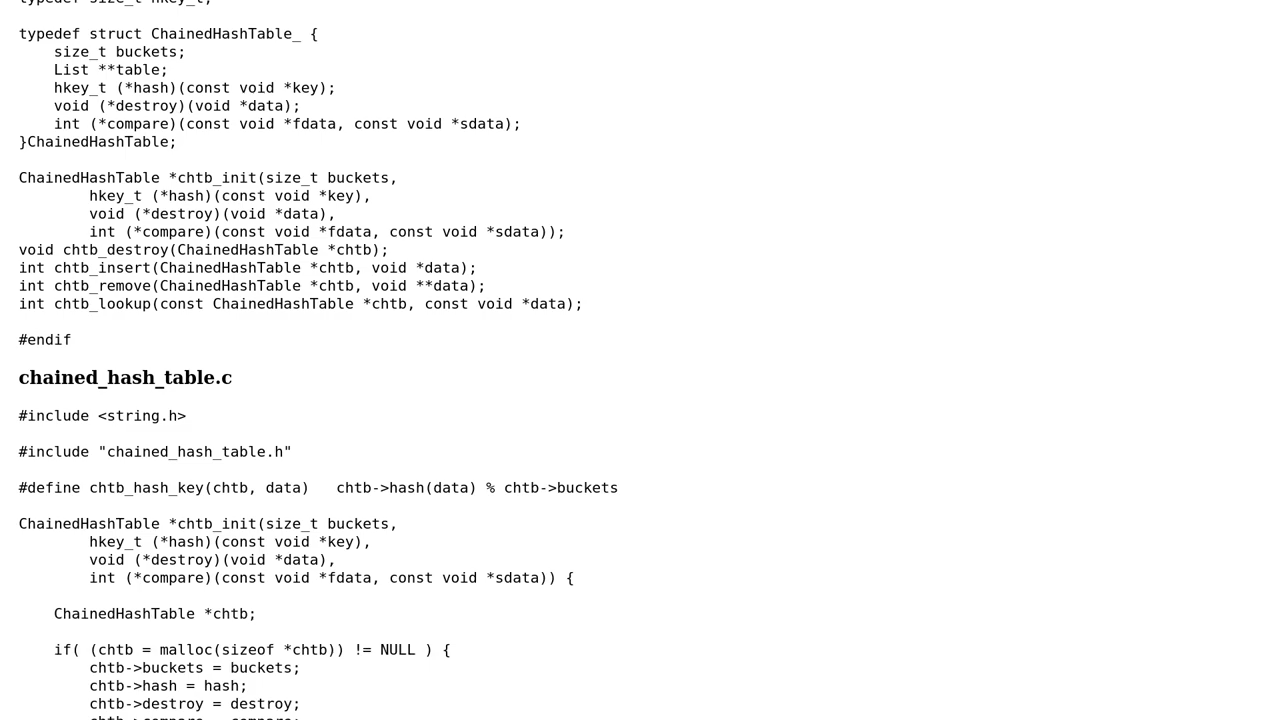 typedef size_t hkey_t;
typedef struct ChainedHashTable_ {
    size_t buckets;
    List **table;
    hkey_t (*hash)(const void *key);
    void (*destroy)(void *data);
    int (*compare)(const void *fdata, const void *sdata);
}ChainedHashTable;
ChainedHashTable *chtb_init(size_t buckets,
        hkey_t (*hash)(const void *key),
        void (*destroy)(void *data),
        int (*compare)(const void *fdata, const void *sdata));
void chtb_destroy(ChainedHashTable *chtb);
int chtb_insert(ChainedHashTable *chtb, void *data);
int chtb_remove(ChainedHashTable *chtb, void **data);
int chtb_lookup(const ChainedHashTable *chtb, const void *data);
#endif
chained_hash_table.c
#include <string.h>
#include "chained_hash_table.h"
#define chtb_hash_key(chtb, data)   chtb->hash(data) % chtb->buckets
ChainedHashTable *chtb_init(size_t buckets,
        hkey_t (*hash)(const void *key),
        void (*destroy)(void *data),
        int (*compare)(const void *fdata, const void *sdata)) {
    ChainedHashTable *chtb;
    if( (chtb = malloc(sizeof *chtb)) != NULL ) {
        chtb->buckets = buckets;
        chtb->hash = hash;
        chtb->destroy = destroy;
        chtb->compare = compare;